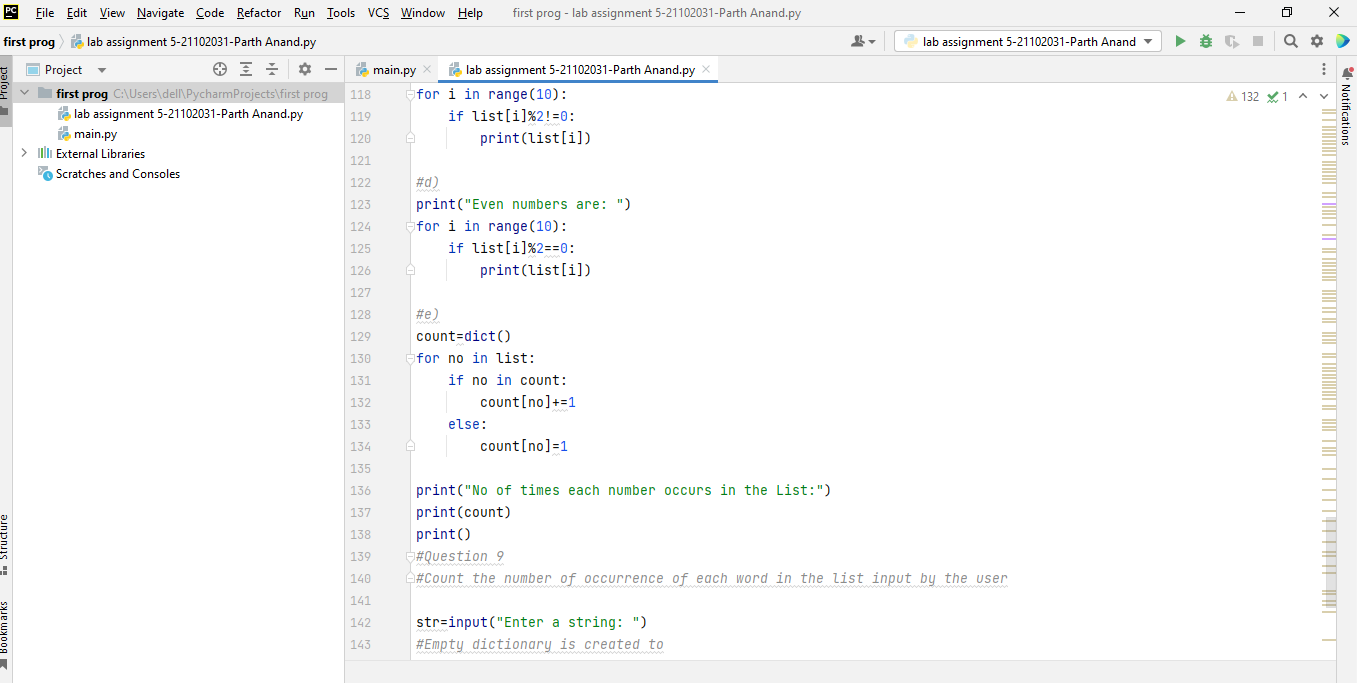 PC File Edit View Navigate Code Refactor Run Tools VCS Window Help first prog - lab assignment 5-21102031-Parth Anand.py
first prog lab assignment 5-21102031-Parth Anand.py lab assignment 5-21102031-Parth Anand
Project
Project
main.py lab assignment 5-21102031-Parth Anand.py
first prog C:\Users\dell\PycharmProjects\first prog
lab assignment 5-21102031-Parth Anand.py
main.py
External Libraries
Scratches and Consoles
Structure
Bookmarks
118 for i in range(10):
119 if list[i]%2!=0:
120 print(list[i])
121
122 #d)
123 print("Even numbers are: ")
124 for i in range(10):
125 if list[i]%2==0:
126 print(list[i])
127
128 #e)
129 count=dict()
130 for no in list:
131 if no in count:
132 count[no]+=1
133 else:
134 count[no]=1
135
136 print("No of times each number occurs in the List:")
137 print(count)
138 print()
139 #Question 9
140 #Count the number of occurrence of each word in the list input by the user
141
142 str=input("Enter a string: ")
143 #Empty dictionary is created to
132 1
Notifications